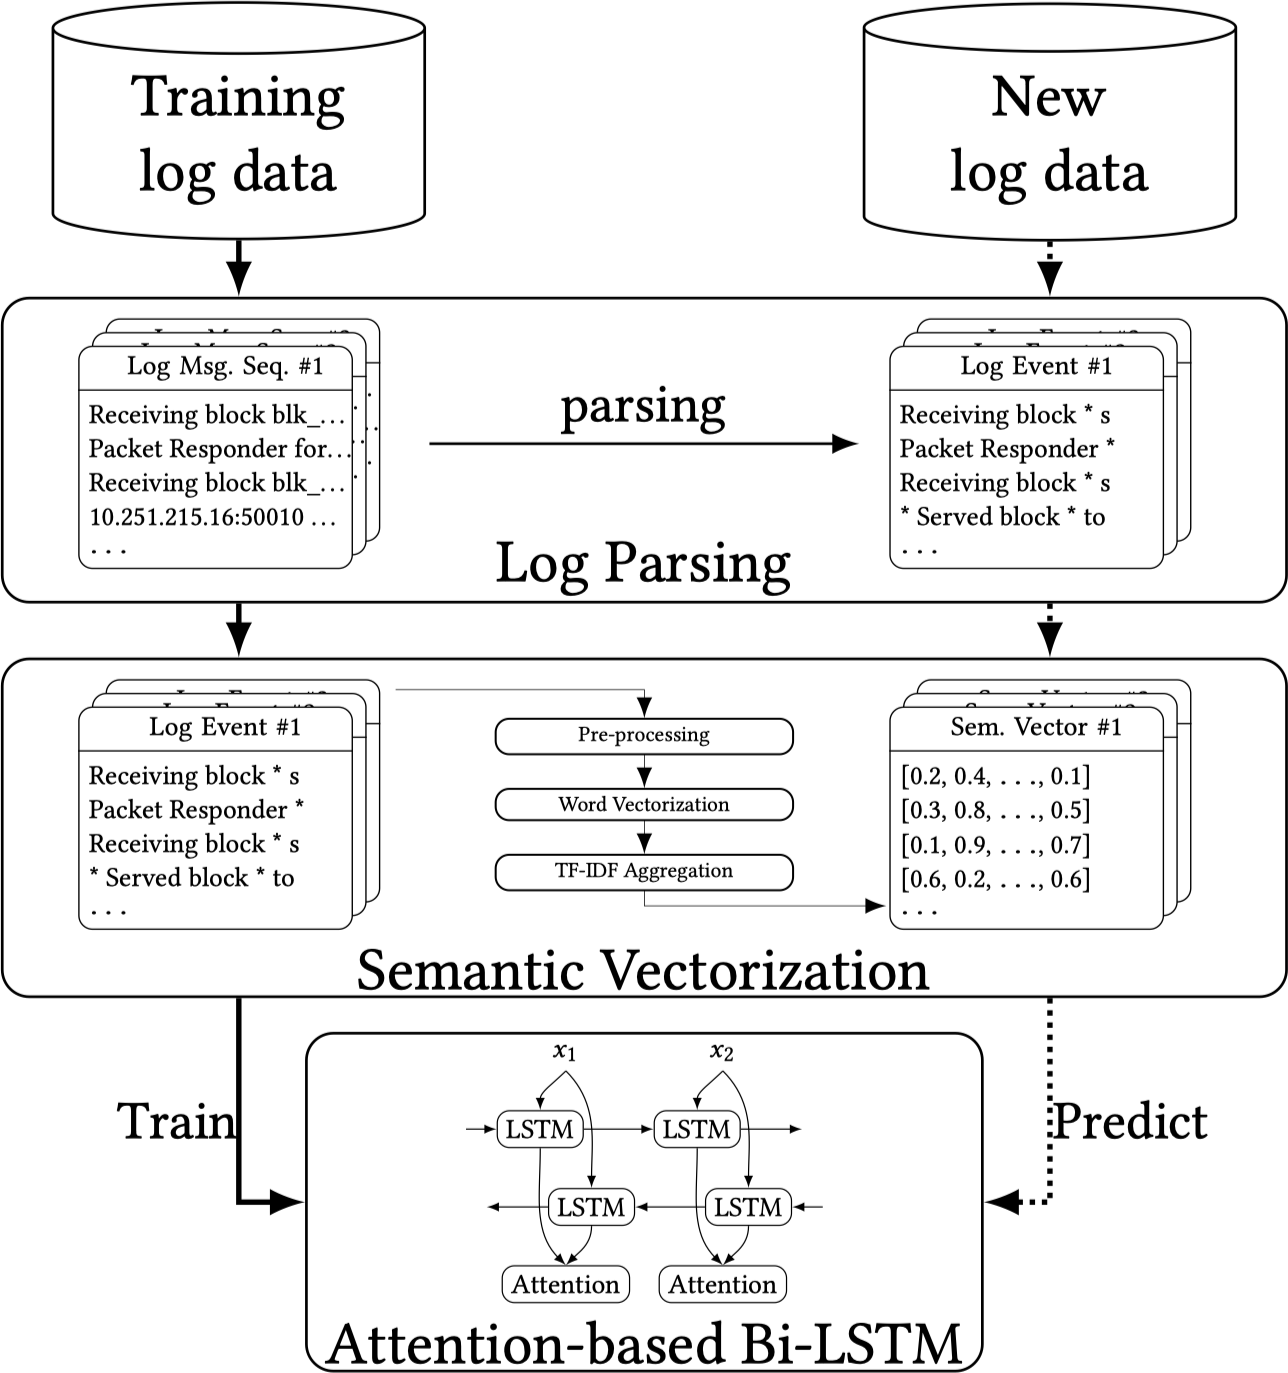 Training
log data
New
log data
Log Msg. Seq. #1
Receiving block blk_...
Packet Responder for...
Receiving block blk_...
10.251.215.16:50010 ...
...
parsing
Log Event #1
Receiving block * s
Packet Responder *
Receiving block * s
* Served block * to
...
Log Parsing
Log Event #1
Receiving block * s
Packet Responder *
Receiving block * s
* Served block * to
...
Pre-processing
Word Vectorization
TF-IDF Aggregation
Sem. Vector #1
[0.2, 0.4, . . ., 0.1]
[0.3, 0.8, . . ., 0.5]
[0.1, 0.9, . . ., 0.7]
[0.6, 0.2, . . ., 0.6]
...
Semantic Vectorization
Train
Predict
x1 x2
LSTM LSTM
LSTM LSTM
Attention Attention
Attention-based Bi-LSTM